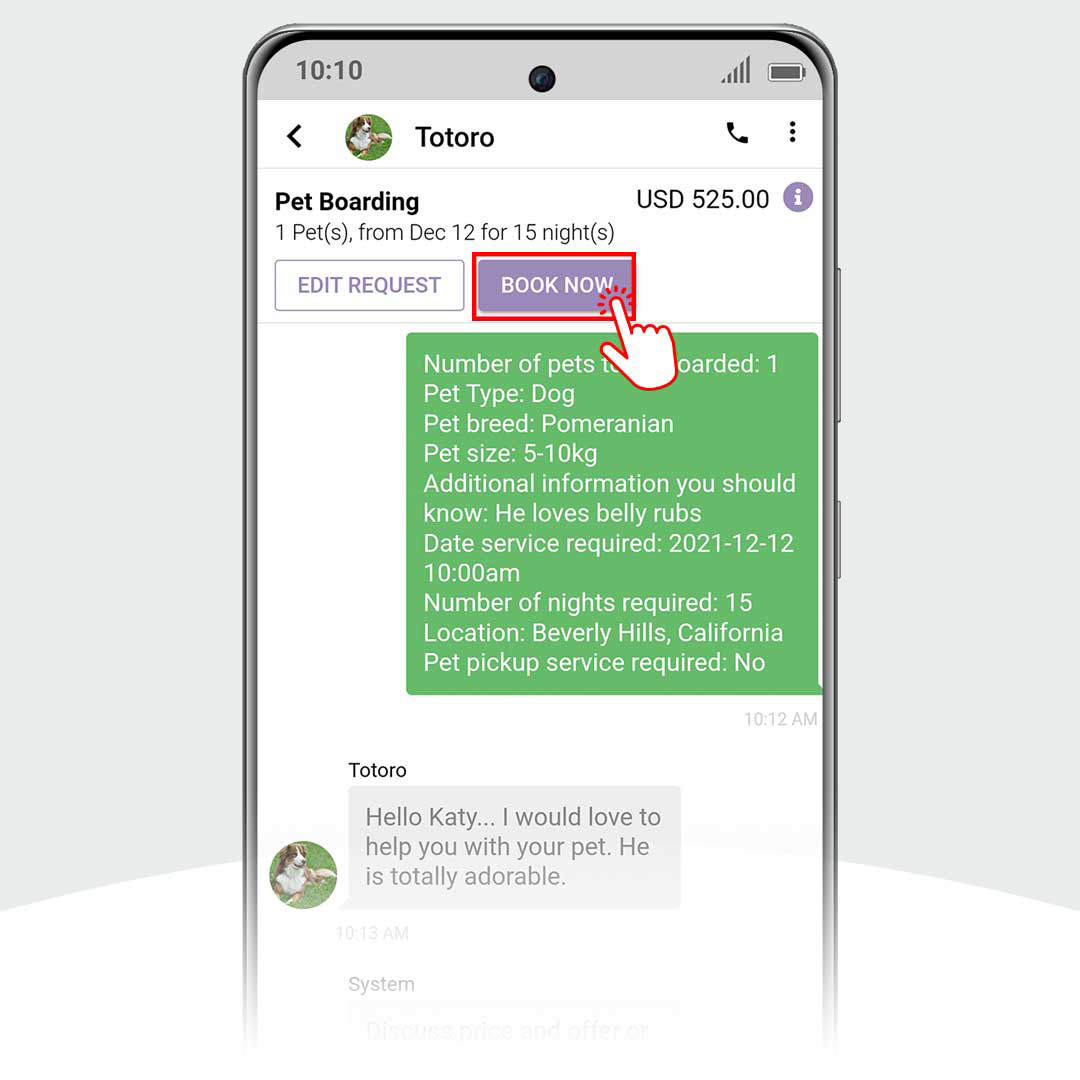 10:10
Totoro
Pet Boarding
USD 525.00
1 Pet(s), from Dec 12 for 15 night(s)
EDIT REQUEST
BOOK NOW
Number of pets t oarded: 1
Pet Type: Dog
Pet breed: Pomeranian
Pet size: 5-10kg
Additional information you should
know: He loves belly rubs
Date service required: 2021-12-12
10:00am
Number of nights required: 15
Location: Beverly Hills, California
Pet pickup service required: No
10:12 AM
Totoro
Hello Katy... I would love to
help you with your pet. He
is totally adorable.
10:13 AM
System
Discuss price and offer or